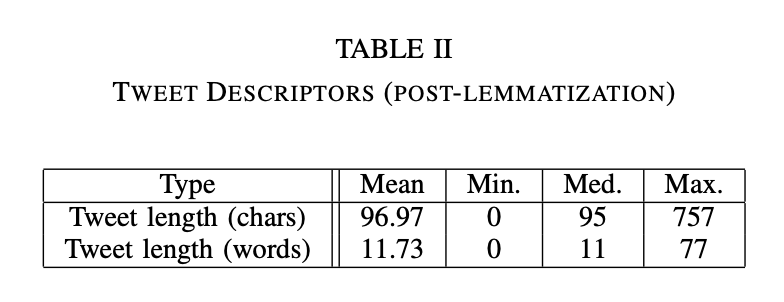 TABLE II
TWEET DESCRIPTORS (POST-LEMMATIZATION)
Type Mean Min. Med. Max.
Tweet length (chars) 96.97 0 95 757
Tweet length (words) 11.73 0 11 77